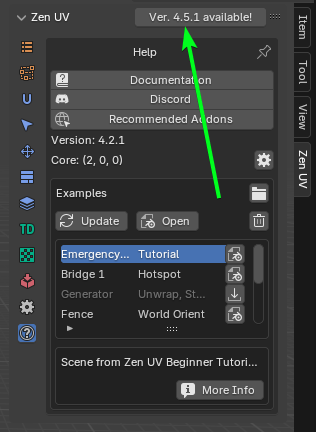 Zen UV
Ver. 4.5.1 available!
Help
Documentation
Discord
Recommended Addons
Version: 4.2.1
Core: (2, 0, 0)
Examples
Update
Open
Emergency... Tutorial
Bridge 1 Hotspot
Generator Unwrap, St...
Fence World Orient
Scene from Zen UV Beginner Tutori...
More Info
TD
Item
Tool
View
Zen UV